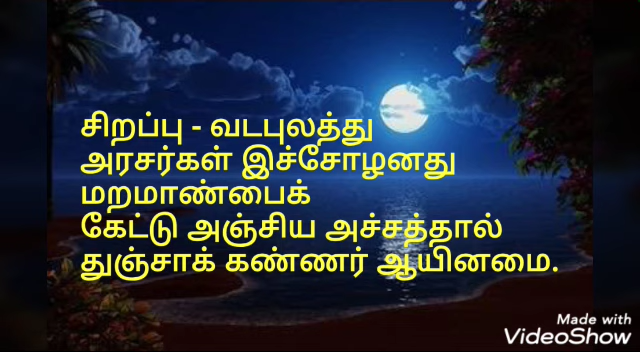 சிறப்பு - வடபுலத்து
அரசர்கள் இச்சோழனது
மறமாண்பைக்
கேட்டு அஞ்சிய அச்சத்தால்
துஞ்சாக் கண்ணர் ஆயினமை.
Made with
VideoShow